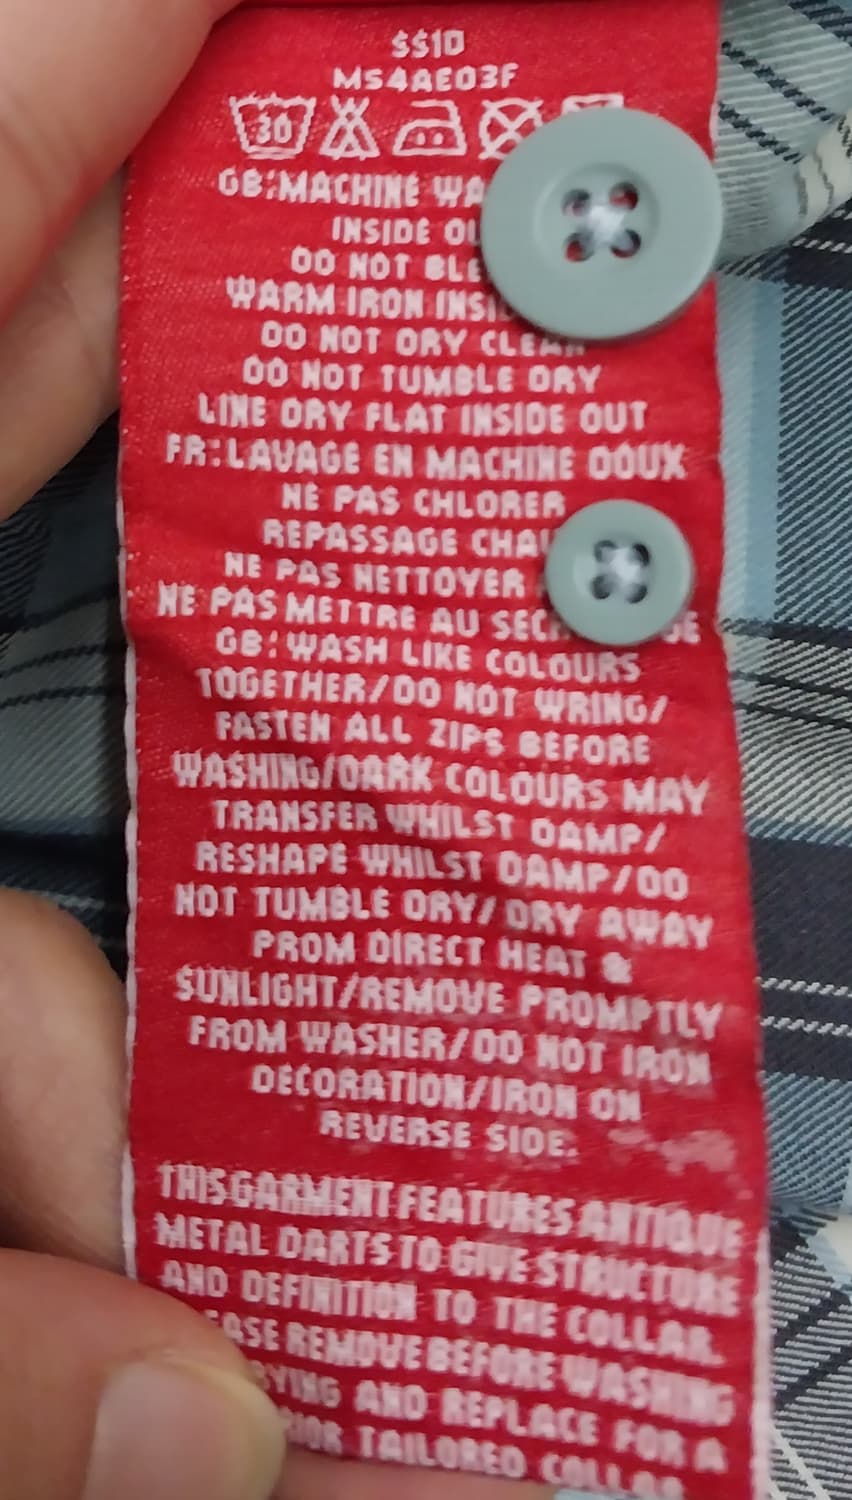 SS10
MS4AE03F
30
GB:MACHINE WA
INSIDE OU
DO NOT BLE
WARM IRON INSI
DO NOT DRY CLEAN
DO NOT TUMBLE DRY
LINE DRY FLAT INSIDE OUT
FR:LAVAGE EN MACHINE DOUX
NE PAS CHLORER
REPASSAGE CHAU
NE PAS NETTOYER
NE PAS METTRE AU SECH GE
GB:WASH LIKE COLOURS
TOGETHER/DO NOT WRING/
FASTEN ALL ZIPS BEFORE
WASHING/DARK COLOURS MAY
TRANSFER WHILST DAMP/
RESHAPE WHILST DAMP/DO
NOT TUMBLE DRY/DRY AWAY
FROM DIRECT HEAT &
SUNLIGHT/REMOVE PROMPTLY
FROM WASHER/DO NOT IRON
DECORATION/IRON ON
REVERSE SIDE.
THIS GARMENT FEATURES ANTIQUE
METAL DARTS TO GIVE STRUCTURE
AND DEFINITION TO THE COLLAR.
EASE REMOVE BEFORE WASHING
RYING AND REPLACE FOR A
RIOR TAILORED COLLAR